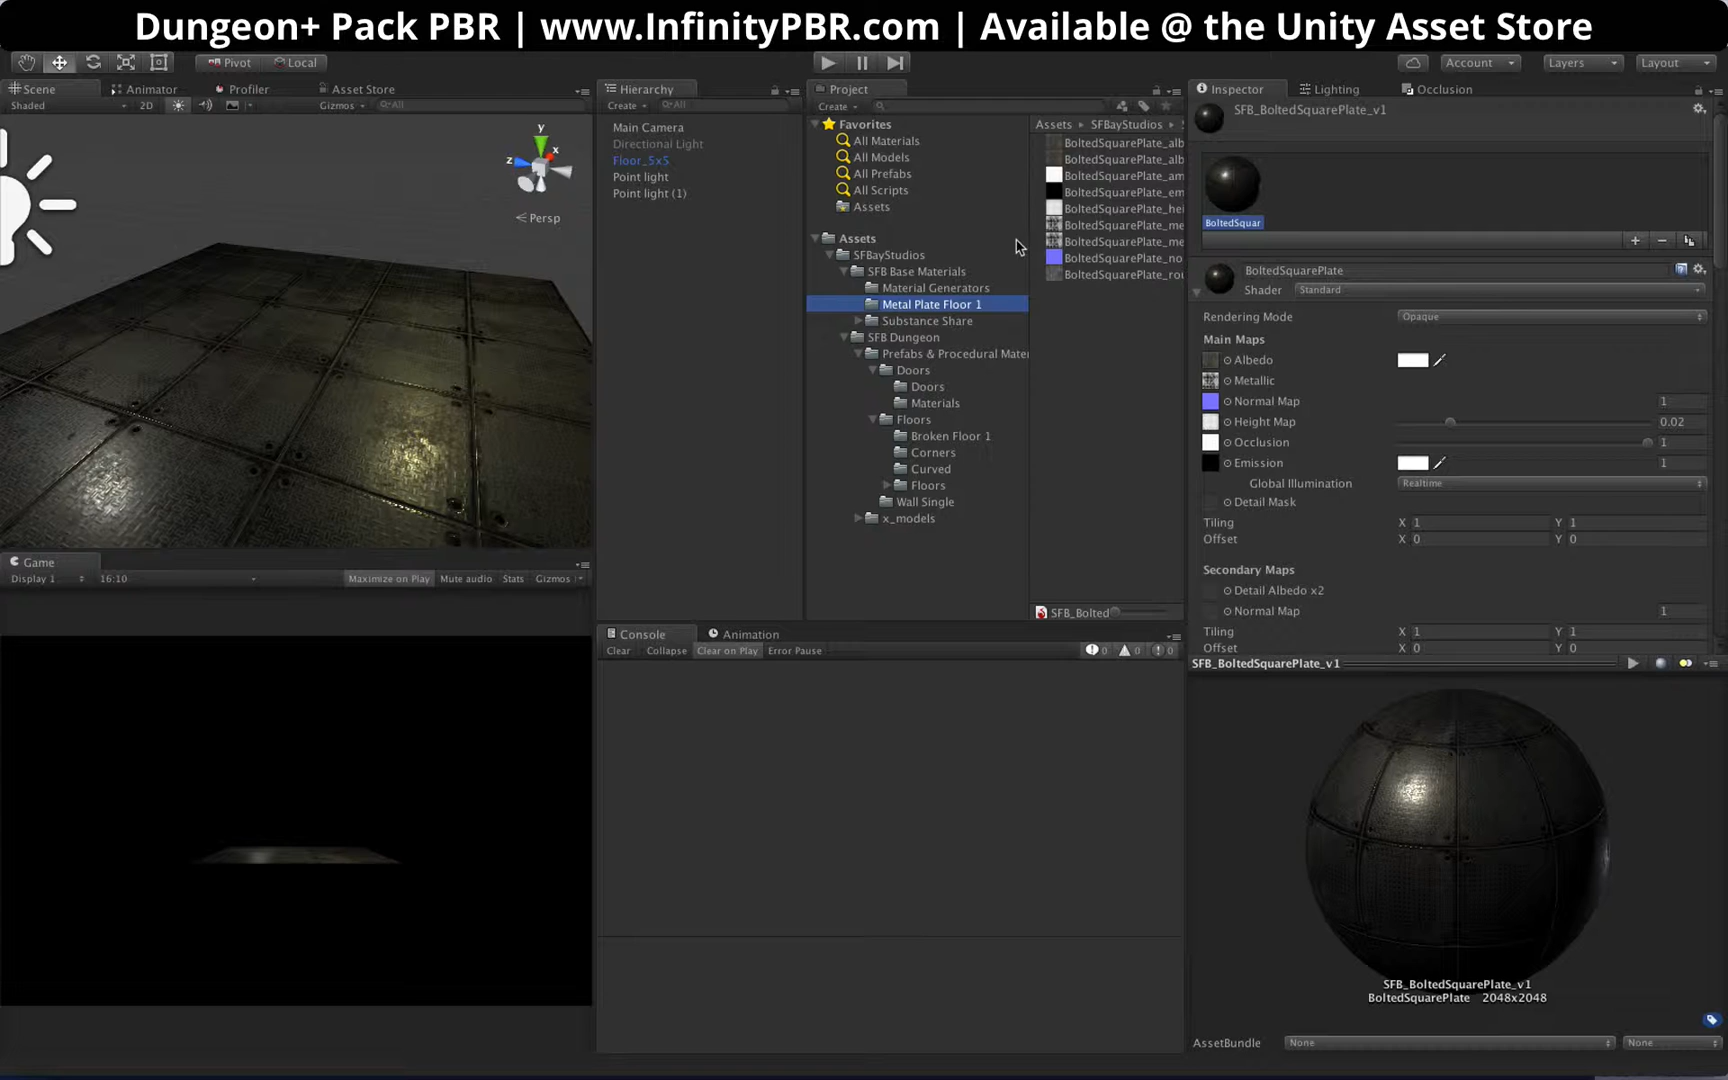 Dungeon+ Pack PBR | www.InfinityPBR.com | Available @ the Unity Asset Store
Pivot
Local
Account
Layers
Layout
Scene
Animator
Profiler
Asset Store
Shaded
2D
Gizmos
All
y
x
z
Persp
Game
Display 1
16:10
Maximize on Play
Mute audio
Stats
Gizmos
Hierarchy
Create
All
Main Camera
Directional Light
Floor_5x5
Point light
Point light (1)
Project
Create
Favorites
All Materials
All Models
All Prefabs
All Scripts
Assets
Assets
SFBayStudios
SFB Base Materials
Material Generators
Metal Plate Floor 1
Substance Share
SFB Dungeon
Prefabs & Procedural Mater
Doors
Doors
Materials
Floors
Broken Floor 1
Corners
Curved
Floors
Wall Single
x_models
Assets
SFBayStudios
BoltedSquarePlate_alb
BoltedSquarePlate_alb
BoltedSquarePlate_am
BoltedSquarePlate_em
BoltedSquarePlate_hei
BoltedSquarePlate_me
BoltedSquarePlate_me
BoltedSquarePlate_no
BoltedSquarePlate_rou
SFB_Bolted
Console
Animation
Clear
Collapse
Clear on Play
Error Pause
0
0
0
Inspector
Lighting
Occlusion
SFB_BoltedSquarePlate_v1
BoltedSquar
BoltedSquarePlate
Shader
Standard
Rendering Mode
Opaque
Main Maps
Albedo
Metallic
Normal Map
1
Height Map
0.02
Occlusion
1
Emission
1
Global Illumination
Realtime
Detail Mask
Tiling
X 1
Y 1
Offset
X 0
Y 0
Secondary Maps
Detail Albedo x2
Normal Map
1
Tiling
X 1
Y 1
Offset
X 0
Y 0
SFB_BoltedSquarePlate_v1
SFB_BoltedSquarePlate_v1
BoltedSquarePlate 2048x2048
AssetBundle
None
None